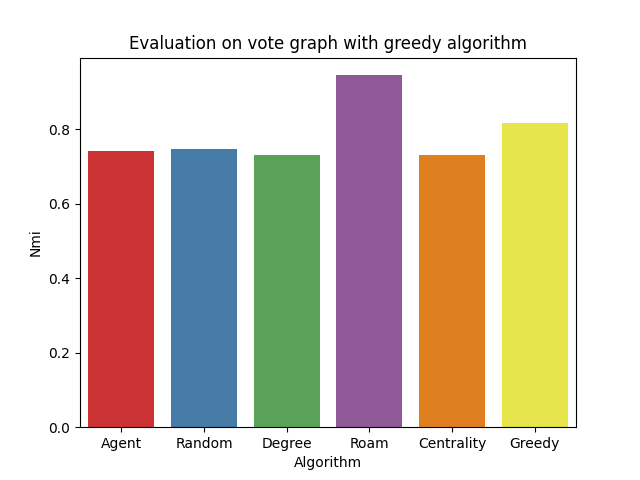 Evaluation on vote graph with greedy algorithm
Nmi
0.8
0.6
0.4
0.2
0.0
Agent Random Degree Roam Centrality Greedy
Algorithm